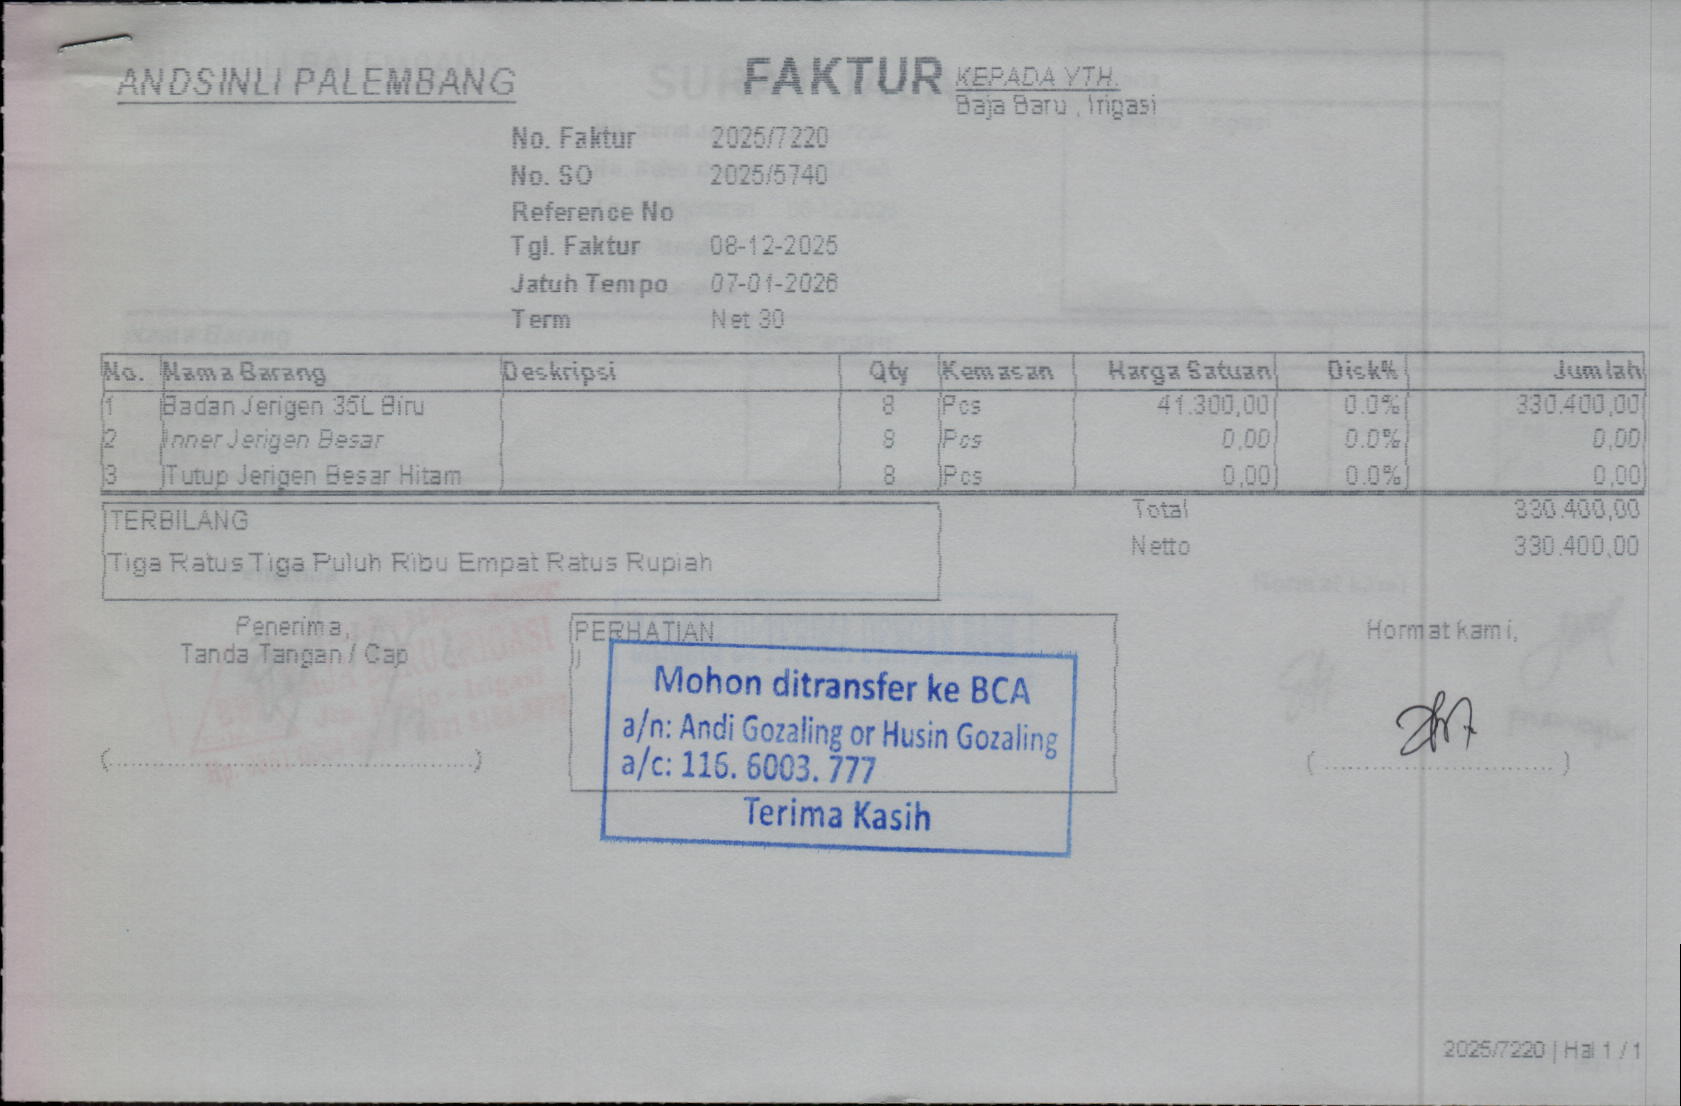 ANDSINLI PALEMBANG
FAKTUR
KEPADA YTH.
Baja Baru , Irigasi
No. Faktur 2025/7220
No. SO 2025/5740
Reference No
Tgl. Faktur 08-12-2025
Jatuh Tempo 07-01-2026
Term Net 30
No. Nama Barang Deskripsi Qty Kemasan Harga Satuan Disk% Jumlah
1 Badan Jerigen 35L Biru 8 Pcs 41.300,00 0.0% 330.400,00
2 Inner Jerigen Besar 8 Pcs 0,00 0.0% 0,00
3 Tutup Jerigen Besar Hitam 8 Pcs 0,00 0.0% 0,00
TERBILANG
Tiga Ratus Tiga Puluh Ribu Empat Ratus Rupiah
Total 330.400,00
Netto 330.400,00
Penerima,
Tanda Tangan / Cap
PERHATIAN
Mohon ditransfer ke BCA
a/n: Andi Gozaling or Husin Gozaling
a/c: 116. 6003. 777
Terima Kasih
Hormat kami,
2025/7220 | Hal 1 / 1